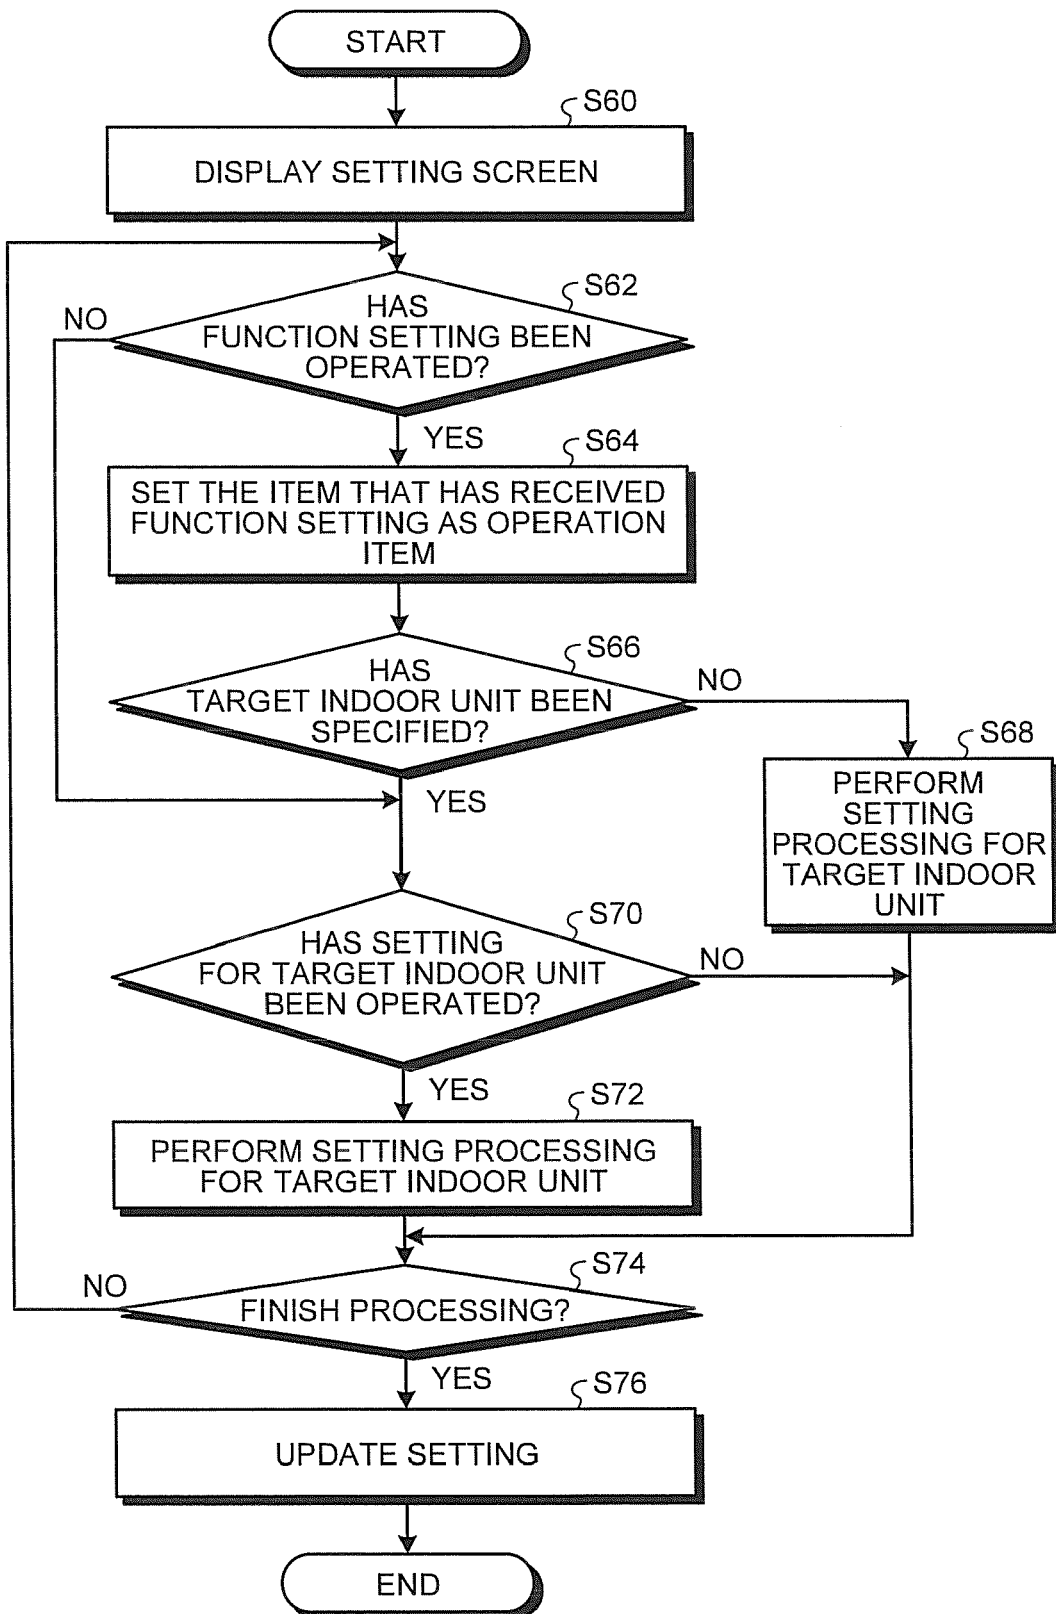 START
S60
DISPLAY SETTING SCREEN
S62
HAS
FUNCTION SETTING BEEN
OPERATED?
NO
YES
S64
SET THE ITEM THAT HAS RECEIVED
FUNCTION SETTING AS OPERATION
ITEM
S66
HAS
TARGET INDOOR UNIT BEEN
SPECIFIED?
NO
YES
S68
PERFORM
SETTING
PROCESSING FOR
TARGET INDOOR
UNIT
S70
HAS SETTING
FOR TARGET INDOOR UNIT
BEEN OPERATED?
NO
YES
S72
PERFORM SETTING PROCESSING
FOR TARGET INDOOR UNIT
S74
FINISH PROCESSING?
NO
YES
S76
UPDATE SETTING
END